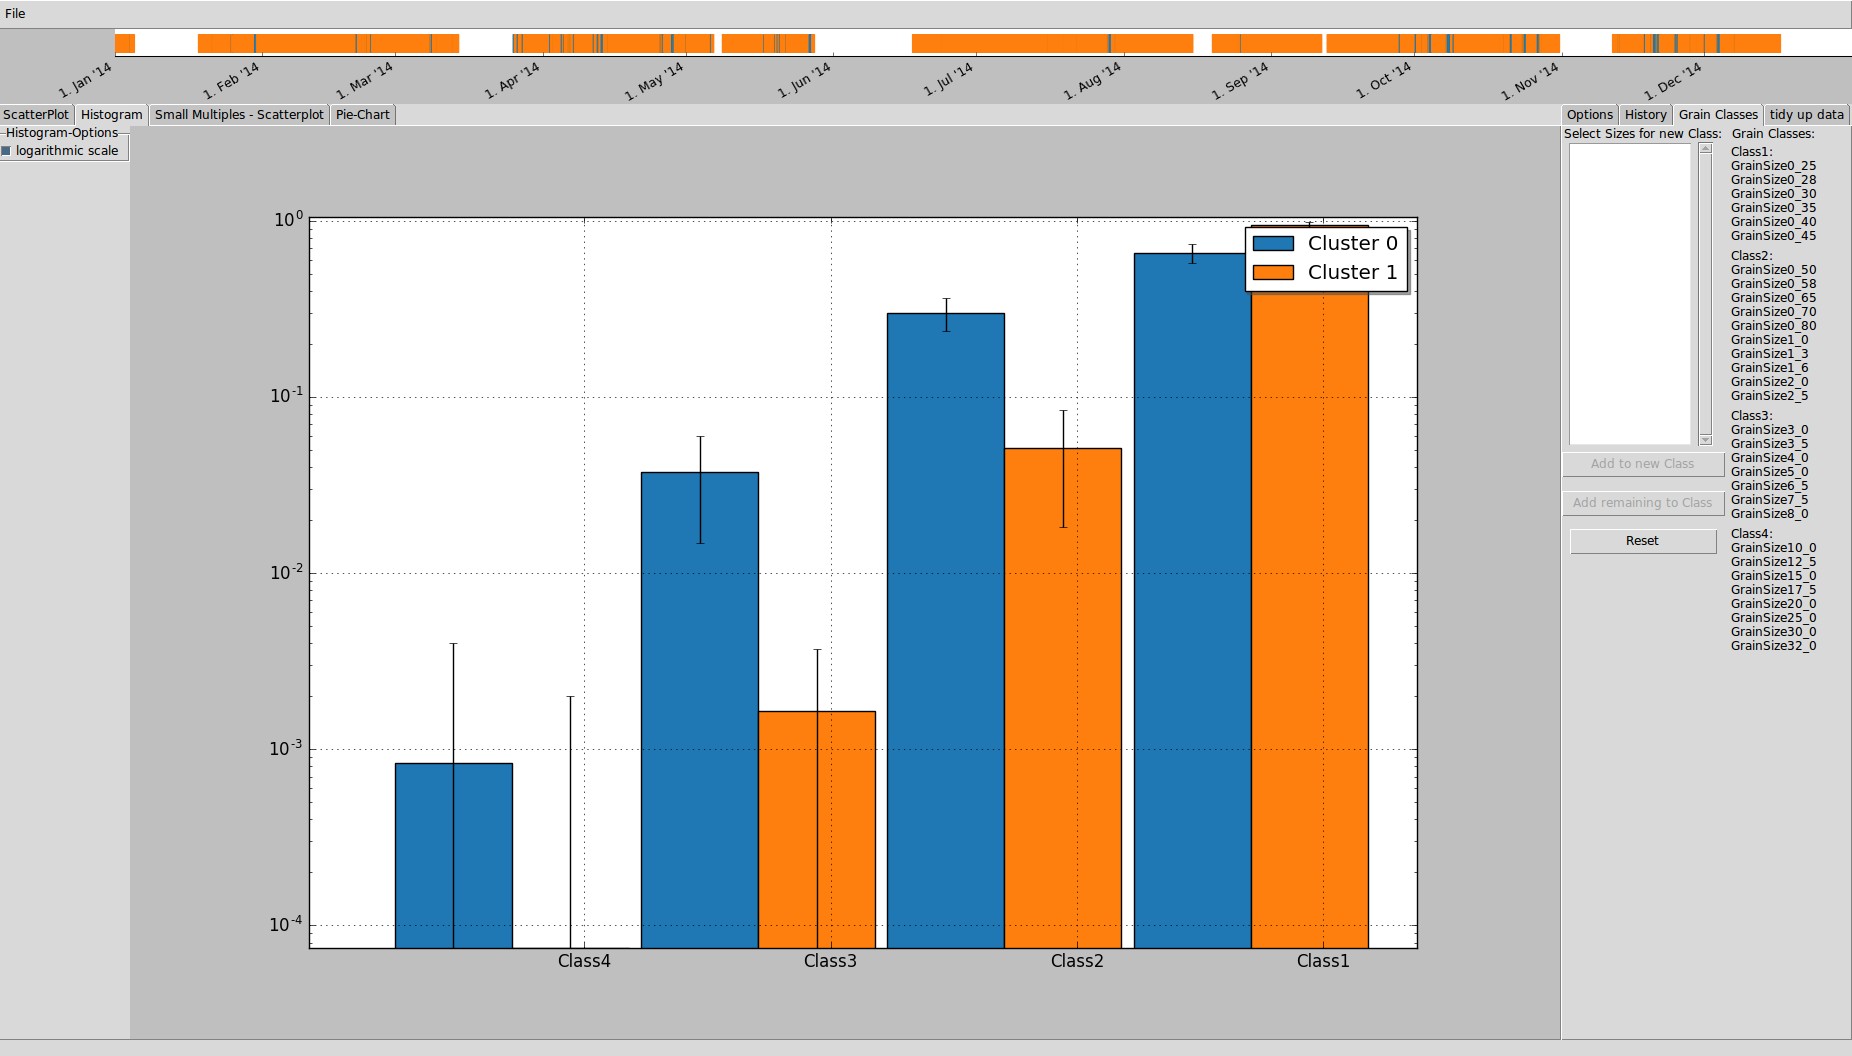 File
1. Jan '14
1. Feb '14
1. Mar '14
1. Apr '14
1. May '14
1. Jun '14
1. Jul '14
1. Aug '14
1. Sep '14
1. Oct '14
1. Nov '14
1. Dec '14
ScatterPlot
Histogram
Small Multiples - Scatterplot
Pie-Chart
Histogram-Options
logarithmic scale
10^0
10^-1
10^-2
10^-3
10^-4
Cluster 0
Cluster 1
Class4
Class3
Class2
Class1
Options
History
Grain Classes
tidy up data
Select Sizes for new Class:
Add to new Class
Add remaining to Class
Reset
Grain Classes:
Class1:
GrainSize0_25
GrainSize0_28
GrainSize0_30
GrainSize0_35
GrainSize0_40
GrainSize0_45
Class2:
GrainSize0_50
GrainSize0_58
GrainSize0_65
GrainSize0_70
GrainSize0_80
GrainSize1_0
GrainSize1_3
GrainSize1_6
GrainSize2_0
GrainSize2_5
Class3:
GrainSize3_0
GrainSize3_5
GrainSize4_0
GrainSize5_0
GrainSize6_5
GrainSize7_5
GrainSize8_0
Class4:
GrainSize10_0
GrainSize12_5
GrainSize15_0
GrainSize17_5
GrainSize20_0
GrainSize25_0
GrainSize30_0
GrainSize32_0